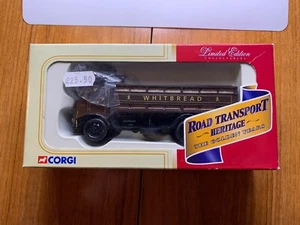 Limited Edition
£23.50
WHITBREAD
ROAD TRANSPORT
HERITAGE
THE GOLDEN YEARS
CORGI